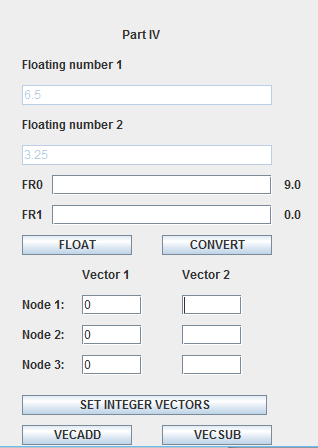 Part IV
Floating number 1
6.5
Floating number 2
3.25
FR0 9.0
FR1 0.0
FLOAT CONVERT
Vector 1 Vector 2
Node 1: 0
Node 2: 0
Node 3: 0
SET INTEGER VECTORS
VECADD VECSUB